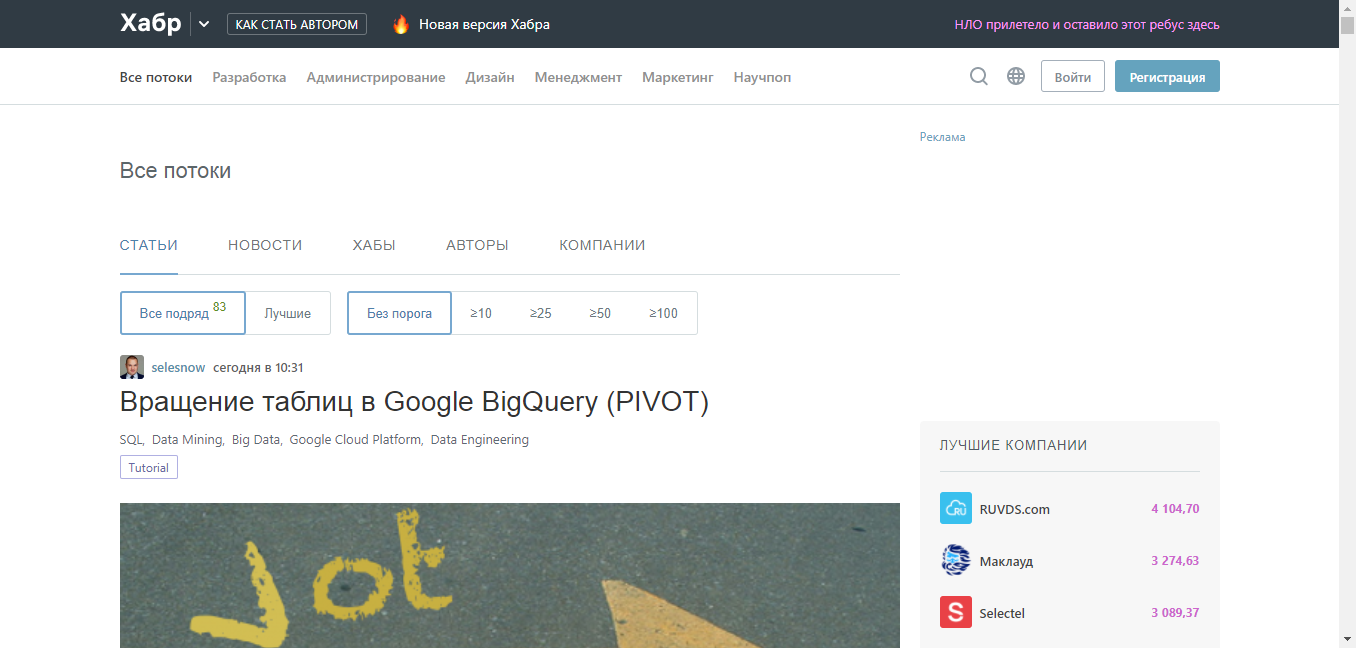 Хабр КАК СТАТЬ АВТОРОМ Новая версия Хабра НЛО прилетело и оставило этот ребус здесь
Все потоки Разработка Администрирование Дизайн Менеджмент Маркетинг Научпоп Войти Регистрация
Реклама
Все потоки
СТАТЬИ НОВОСТИ ХАБЫ АВТОРЫ КОМПАНИИ
Все подряд 83 Лучшие Без порога ≥10 ≥25 ≥50 ≥100
selesnow сегодня в 10:31
Вращение таблиц в Google BigQuery (PIVOT)
SQL, Data Mining, Big Data, Google Cloud Platform, Data Engineering
Tutorial
ЛУЧШИЕ КОМПАНИИ
RU RUVDS.com 4 104,70
Маклауд 3 274,63
S Selectel 3 089,37